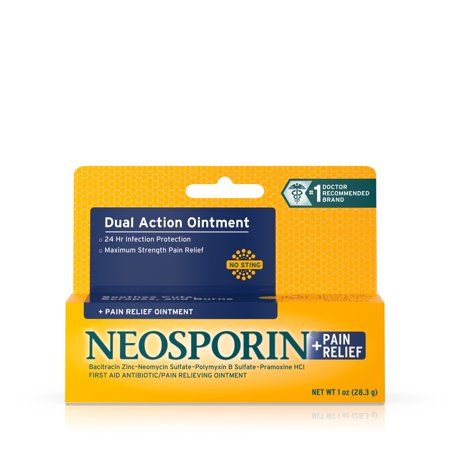 #1 DOCTOR
RECOMMENDED
BRAND
Dual Action Ointment
24 Hr Infection Protection
Maximum Strength Pain Relief
NO STING
+ PAIN RELIEF OINTMENT
NEOSPORIN
+ PAIN
RELIEF
Bacitracin Zinc–Neomycin Sulfate–Polymyxin B Sulfate–Pramoxine HCl
FIRST AID ANTIBIOTIC/PAIN RELIEVING OINTMENT
NET WT 1 oz (28.3 g)